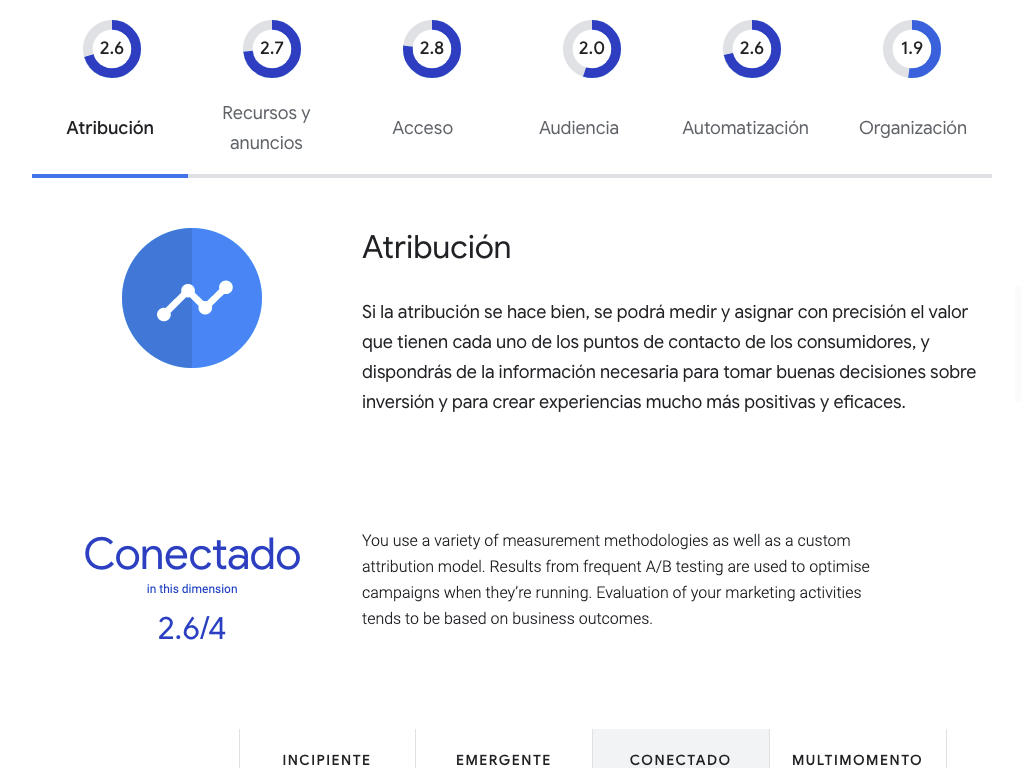 2.6
2.7
2.8
2.0
2.6
1.9
Atribución
Recursos y
anuncios
Acceso
Audiencia
Automatización
Organización
Atribución
Si la atribución se hace bien, se podrá medir y asignar con precisión el valor
que tienen cada uno de los puntos de contacto de los consumidores, y
dispondrás de la información necesaria para tomar buenas decisiones sobre
inversión y para crear experiencias mucho más positivas y eficaces.
Conectado
in this dimension
2.6/4
You use a variety of measurement methodologies as well as a custom
attribution model. Results from frequent A/B testing are used to optimise
campaigns when they’re running. Evaluation of your marketing activities
tends to be based on business outcomes.
INCIPIENTE
EMERGENTE
CONECTADO
MULTIMOMENTO